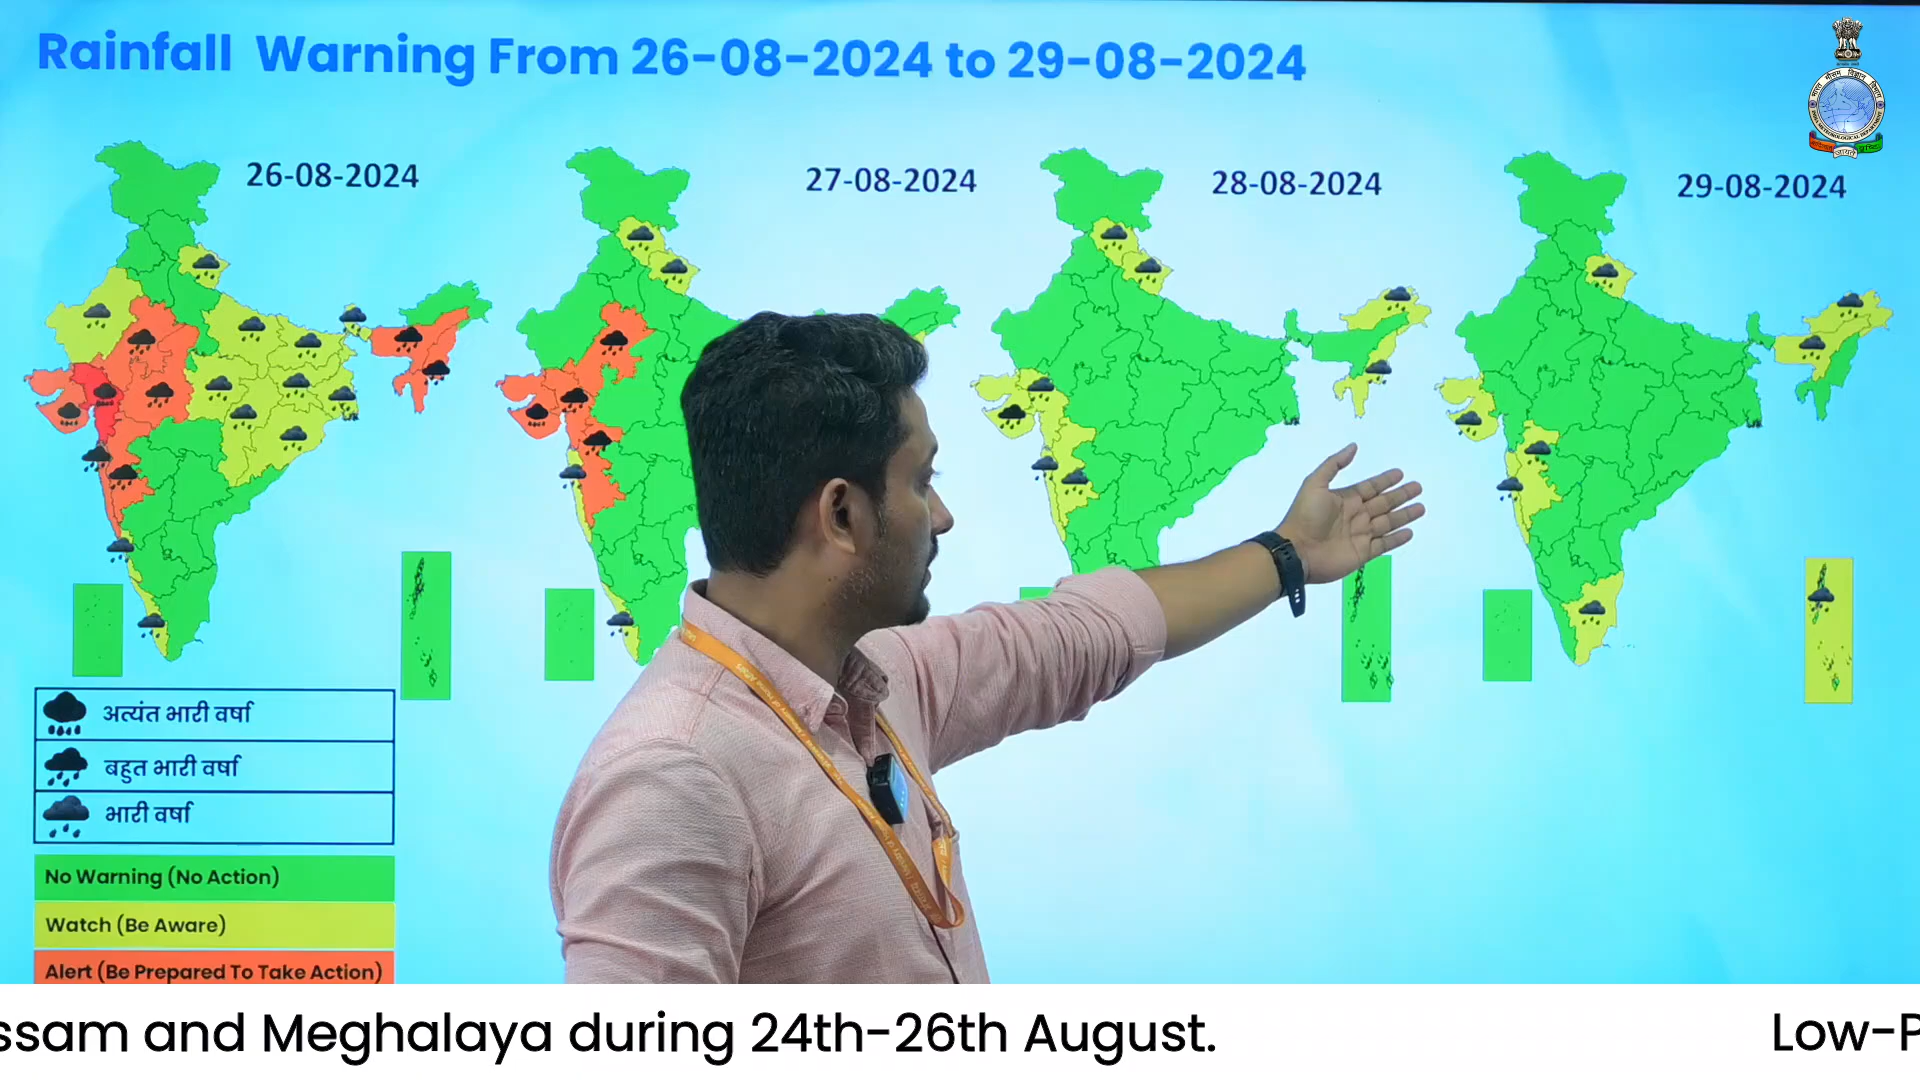 Rainfall Warning From 26-08-2024 to 29-08-2024
26-08-2024
27-08-2024
28-08-2024
29-08-2024
अत्यंत भारी वर्षा
बहुत भारी वर्षा
भारी वर्षा
No Warning (No Action)
Watch (Be Aware)
Alert (Be Prepared To Take Action)
ssam and Meghalaya during 24th-26th August.
Low-P